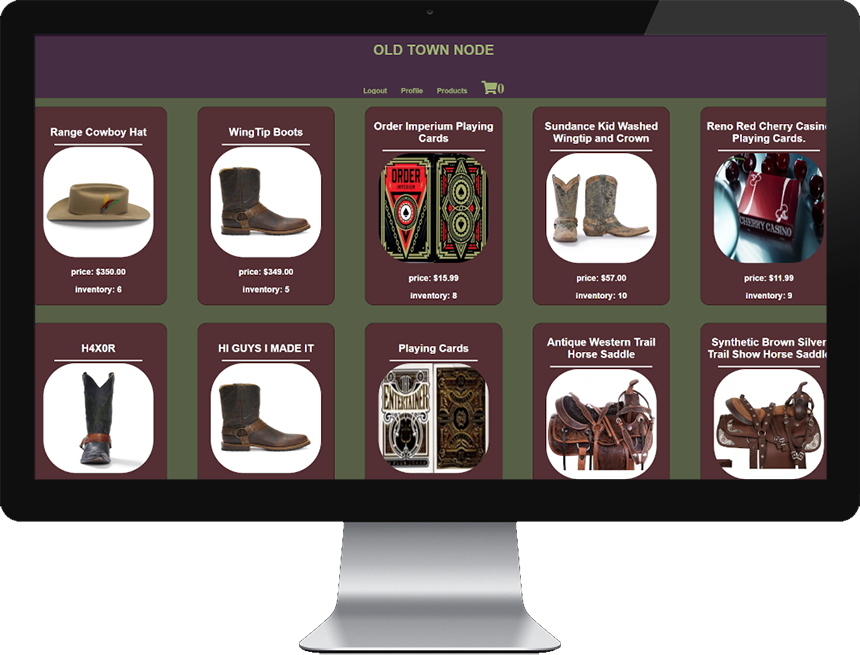 OLD TOWN NODE
Logout Profile Products 0
Range Cowboy Hat
price: $350.00
inventory: 6
WingTip Boots
price: $349.00
inventory: 5
Order Imperium Playing
Cards
ORDER
IMPERIUM
price: $15.99
inventory: 8
Sundance Kid Washed
Wingtip and Crown
price: $57.00
inventory: 10
Reno Red Cherry Casino
Playing Cards.
CHERRY CASINO
price: $11.99
inventory: 9
H4X0R
HI GUYS I MADE IT
Playing Cards
THE
ENTERTAINER
Antique Western Trail
Horse Saddle
Synthetic Brown Silver
Trail Show Horse Saddle